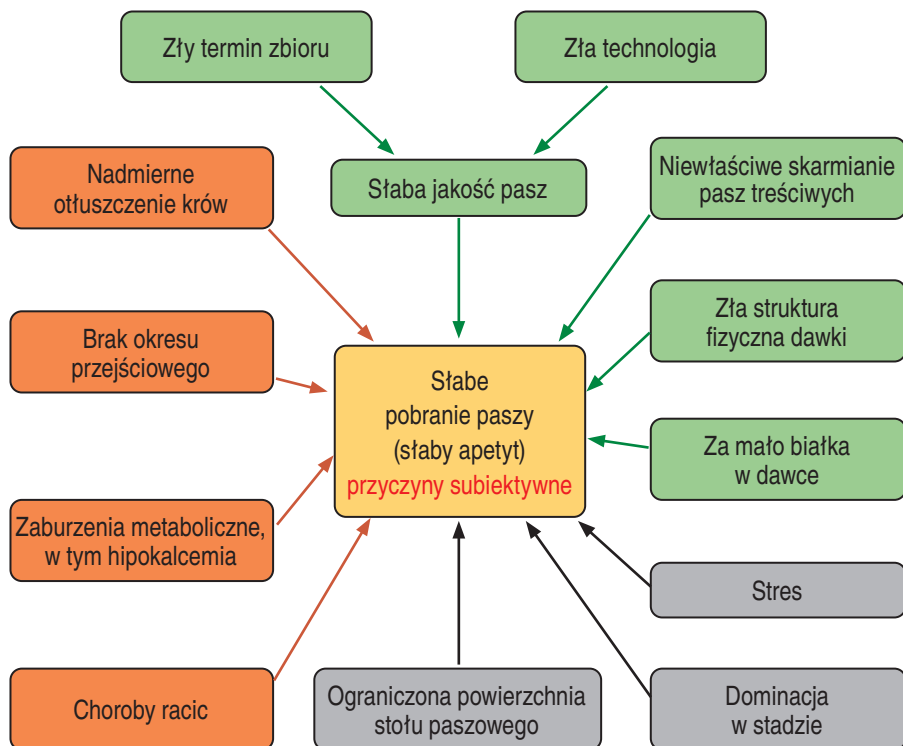 Zły termin zbioru
Zła technologia
Nadmierne
otłuszczenie krów
Słaba jakość pasz
Niewłaściwe skarmianie
pasz treściwych
Brak okresu
przejściowego
Zła struktura
fizyczna dawki
Słabe
pobranie paszy
(słaby apetyt)
przyczyny subiektywne
Za mało białka
w dawce
Zaburzenia metaboliczne,
w tym hipokalcemia
Stres
Choroby racic
Ograniczona powierzchnia
stołu paszowego
Dominacja
w stadzie